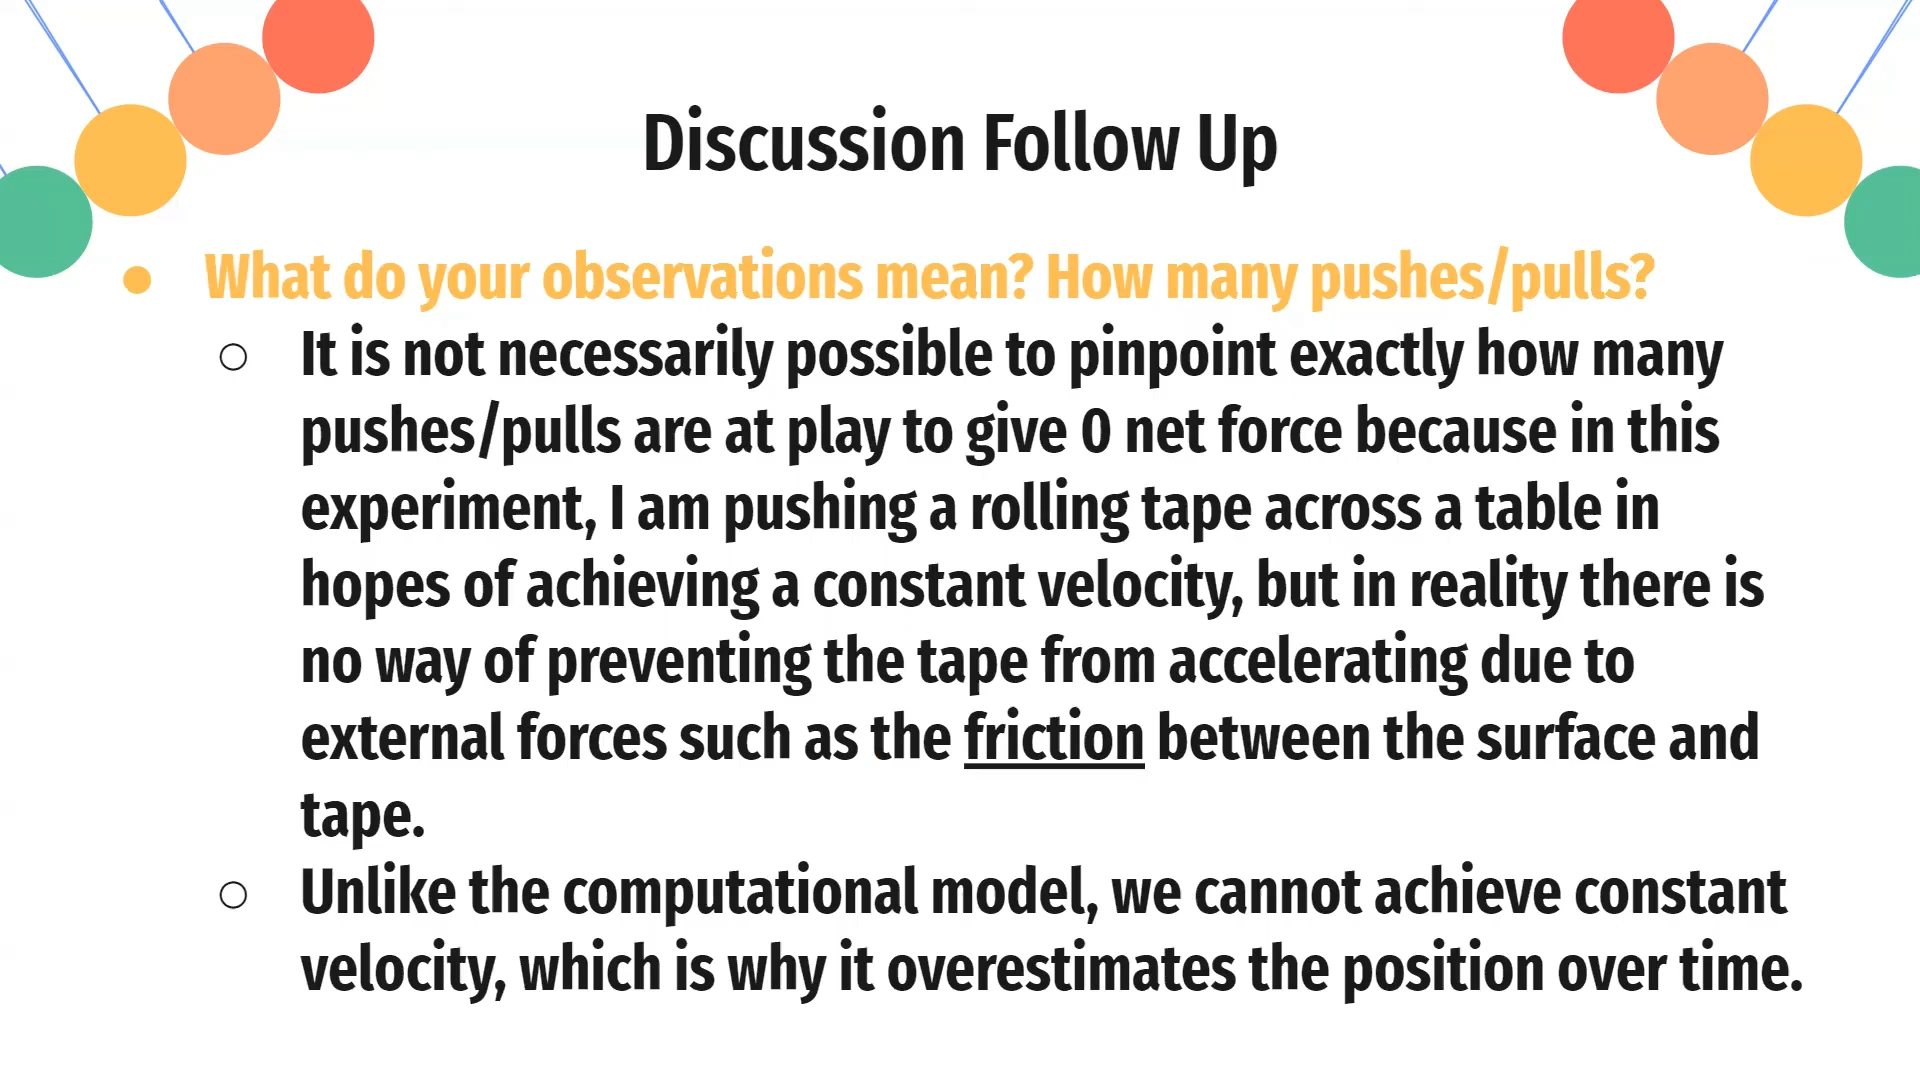 Discussion Follow Up
● What do your observations mean? How many pushes/pulls?
○ It is not necessarily possible to pinpoint exactly how many
pushes/pulls are at play to give 0 net force because in this
experiment, I am pushing a rolling tape across a table in
hopes of achieving a constant velocity, but in reality there is
no way of preventing the tape from accelerating due to
external forces such as the friction between the surface and
tape.
○ Unlike the computational model, we cannot achieve constant
velocity, which is why it overestimates the position over time.